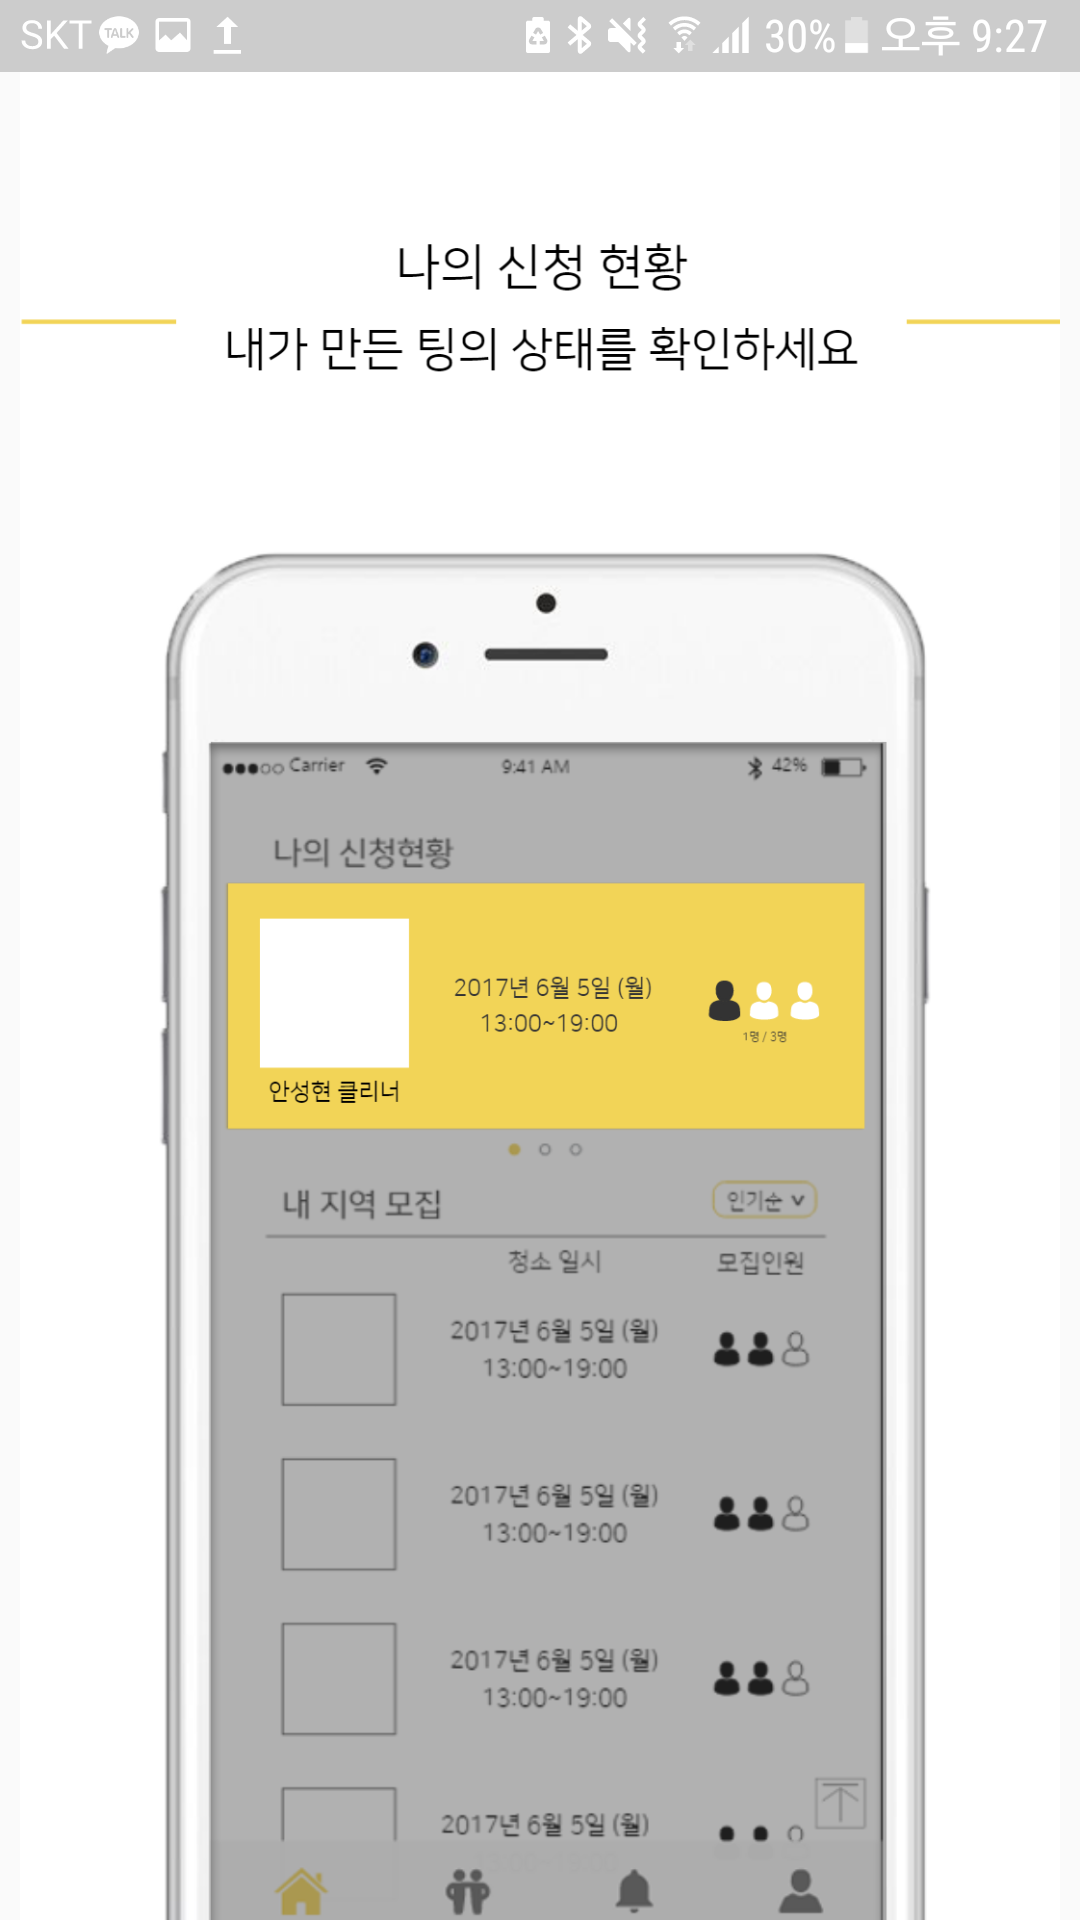 SKT TALK 30% 오후 9:27
나의 신청 현황
내가 만든 팅의 상태를 확인하세요
Carrier 9:41 AM 42%
나의 신청현황
2017년 6월 5일 (월)
13:00~19:00
1명 / 3명
안성현 클리너
내 지역 모집
인기순
청소 일시 모집인원
2017년 6월 5일 (월)
13:00~19:00
2017년 6월 5일 (월)
13:00~19:00
2017년 6월 5일 (월)
13:00~19:00
2017년 6월 5일 (월)